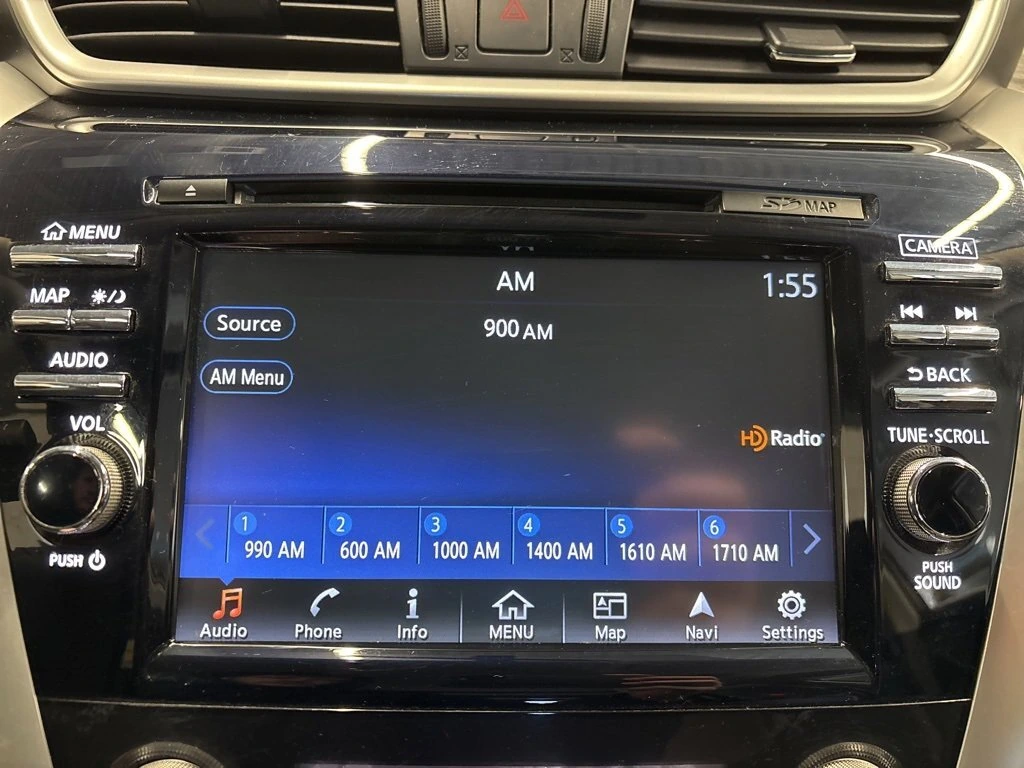 SD MAP
MENU
CAMERA
AM
1:55
MAP
Source
900 AM
AUDIO
AM Menu
BACK
VOL
HD Radio
TUNE·SCROLL
1 2 3 4 5 6
990 AM 600 AM 1000 AM 1400 AM 1610 AM 1710 AM
PUSH
PUSH
SOUND
Audio Phone Info MENU Map Navi Settings